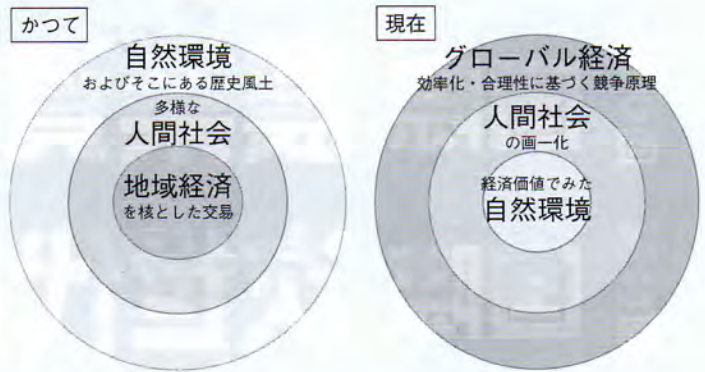 かつて
自然環境
およびそこにある歴史風土
多様な
人間社会
地域経済
を核とした交易
現在
グローバル経済
効率化・合理性に基づく競争原理
人間社会
の画一化
経済価値でみた
自然環境